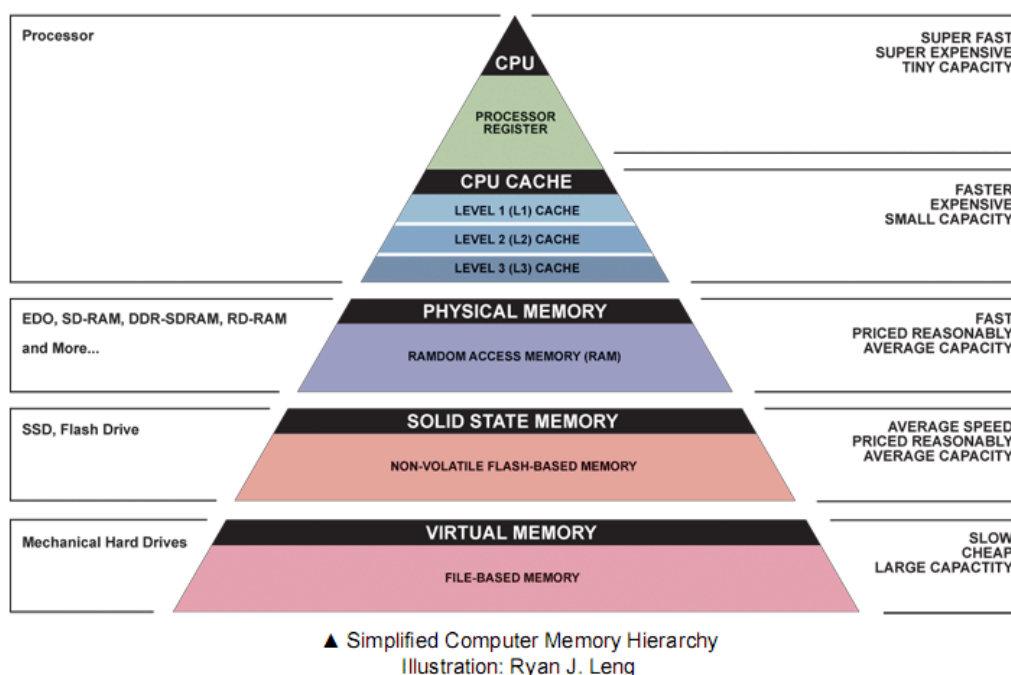 Processor
CPU
SUPER FAST
SUPER EXPENSIVE
TINY CAPACITY
PROCESSOR
REGISTER
CPU CACHE
LEVEL 1 (L1) CACHE
LEVEL 2 (L2) CACHE
LEVEL 3 (L3) CACHE
FASTER
EXPENSIVE
SMALL CAPACITY
EDO, SD-RAM, DDR-SDRAM, RD-RAM
and More...
PHYSICAL MEMORY
RAMDOM ACCESS MEMORY (RAM)
FAST
PRICED REASONABLY
AVERAGE CAPACITY
SSD, Flash Drive
SOLID STATE MEMORY
NON-VOLATILE FLASH-BASED MEMORY
AVERAGE SPEED
PRICED REASONABLY
AVERAGE CAPACITY
Mechanical Hard Drives
VIRTUAL MEMORY
FILE-BASED MEMORY
SLOW
CHEAP
LARGE CAPACTITY
▲ Simplified Computer Memory Hierarchy
Illustration: Ryan J. Leng